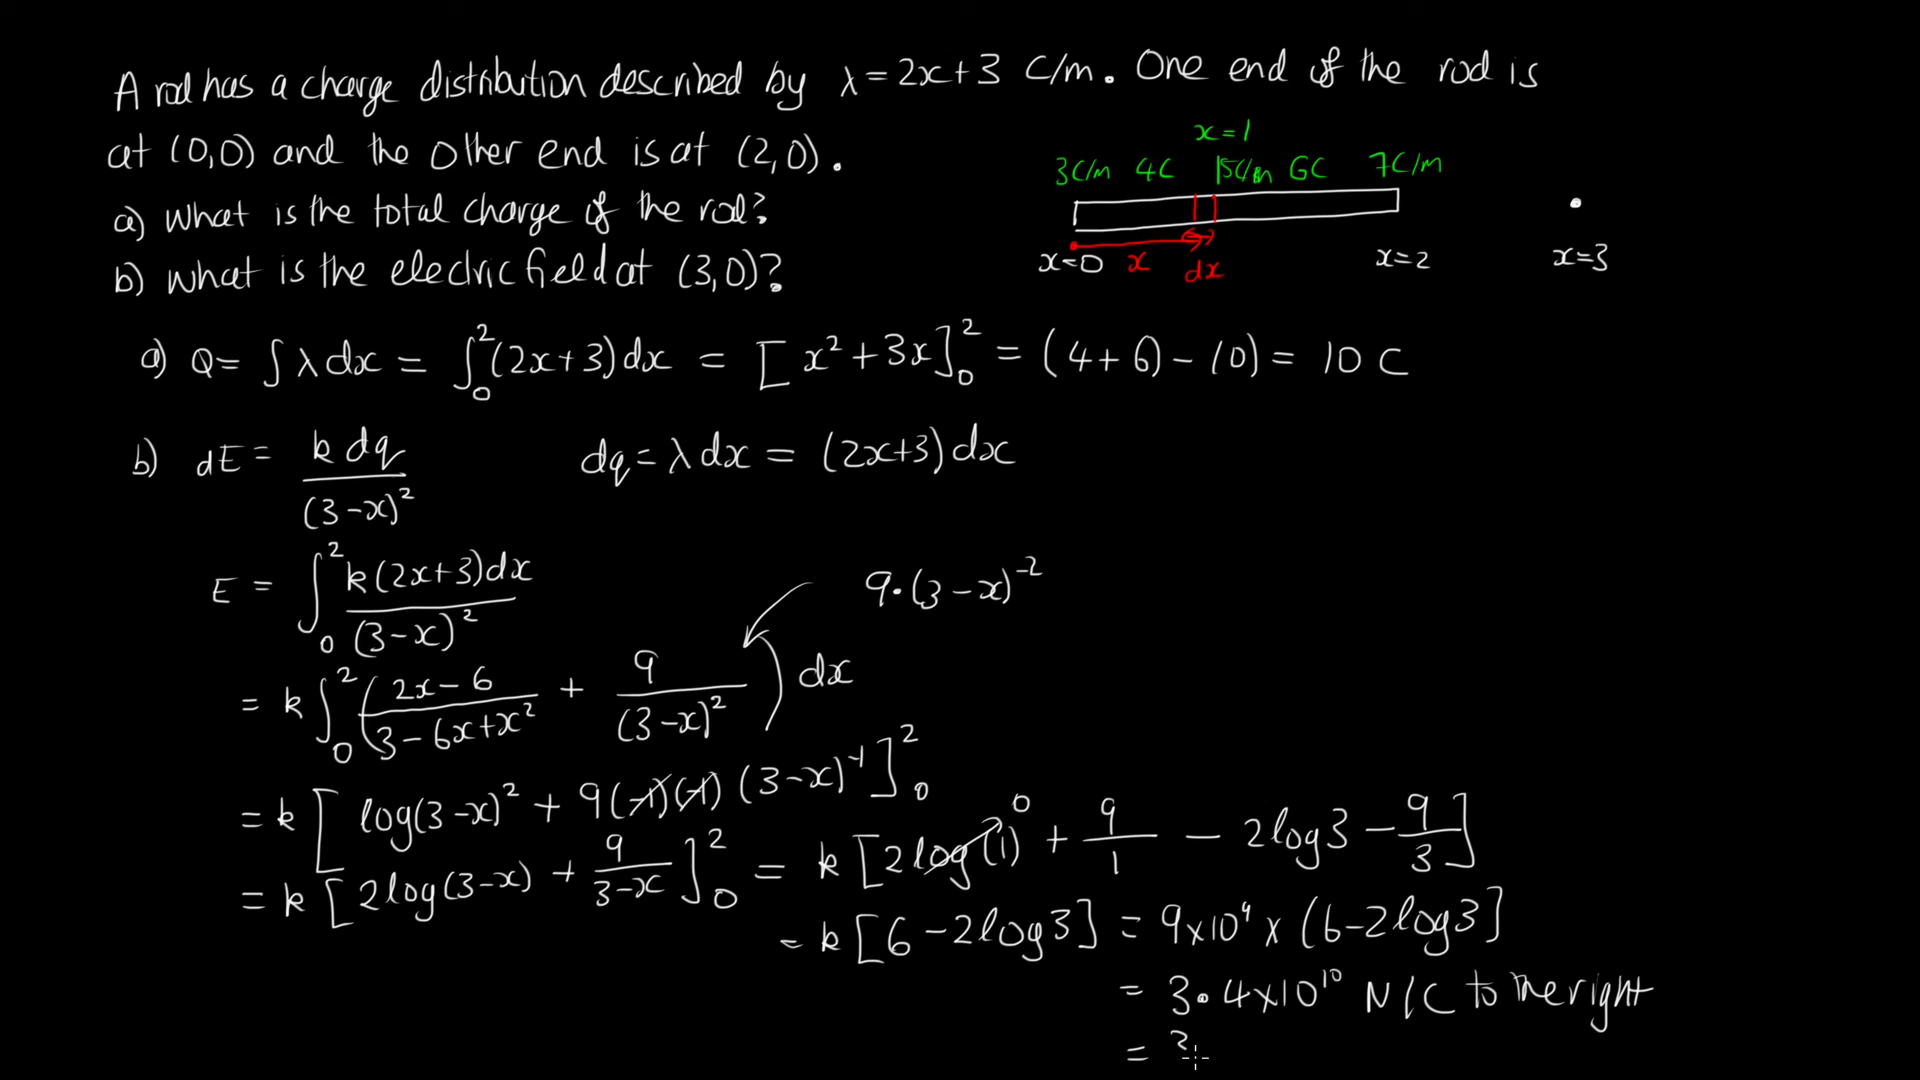 A rod has a charge distribution described by λ = 2x + 3 C/m. One end of the rod is
at (0,0) and the other end is at (2,0).
x = 1
3C/m 4C 5C/m 6C 7C/m
x=0 x dx x=2 x=3
a) What is the total charge of the rod?
b) What is the electric field at (3,0)?
a) Q = ∫ λ dx = ∫₀² (2x+3) dx = [x² + 3x]₀² = (4+6) - (0) = 10 C
b) dE = k dq / (3-x)² dq = λ dx = (2x+3) dx
E = ∫₀² k(2x+3)dx / (3-x)² 9·(3-x)⁻²
= k ∫₀² ( (2x-6) / (3-6x+x²) + 9 / (3-x)² ) dx
= k [ log(3-x)² + 9(-1)(-1) (3-x)⁻¹ ]₀²
= k [ 2log(3-x) + 9 / (3-x) ]₀² = k [ 2log(1) 0 + 9/1 - 2log3 - 9/3 ]
= k [6 - 2log3] = 9×10⁹ × (6-2log3]
= 3.4×10¹⁰ N/C to the right
= 3